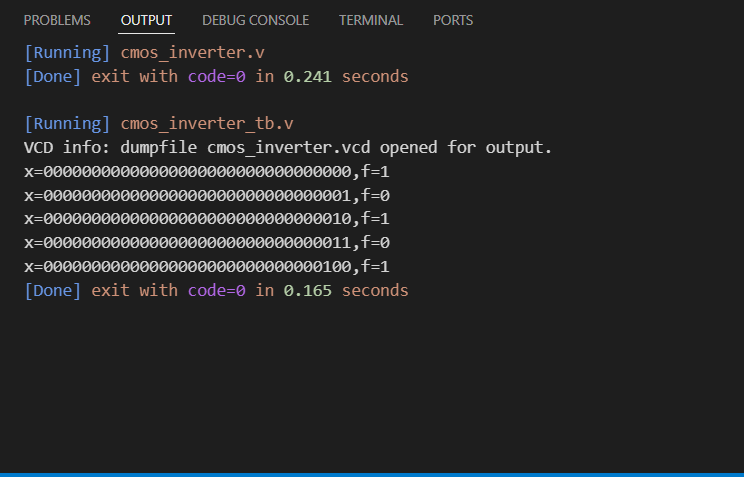 PROBLEMS OUTPUT DEBUG CONSOLE TERMINAL PORTS
[Running] cmos_inverter.v
[Done] exit with code=0 in 0.241 seconds
[Running] cmos_inverter_tb.v
VCD info: dumpfile cmos_inverter.vcd opened for output.
x=00000000000000000000000000000000,f=1
x=00000000000000000000000000000001,f=0
x=00000000000000000000000000000010,f=1
x=00000000000000000000000000000011,f=0
x=00000000000000000000000000000100,f=1
[Done] exit with code=0 in 0.165 seconds